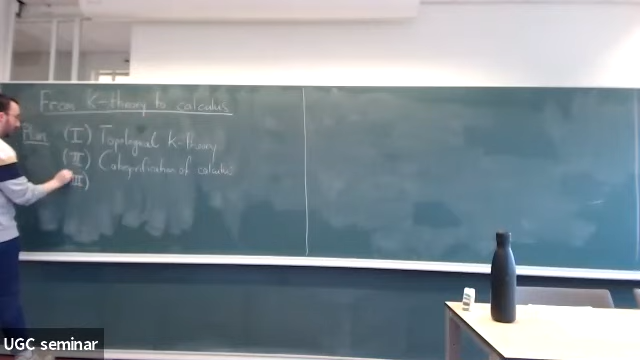 From K-theory to calculus
Plan (I) Topological K-theory
(II) Categorification of calculus
(III)
UGC seminar